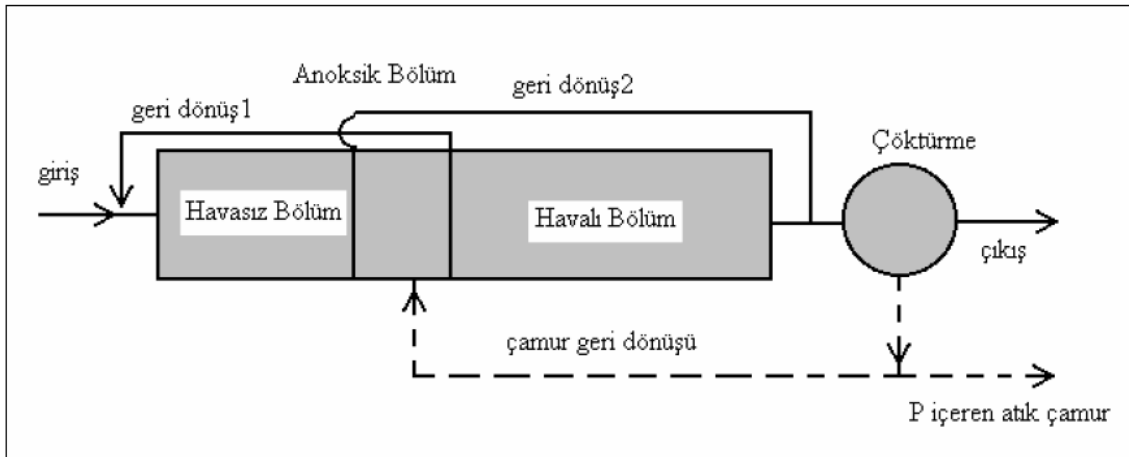 Anoksik Bölüm
geri dönüş2
geri dönüş1
Çöktürme
giriş
Havasız Bölüm
Havalı Bölüm
çıkış
çamur geri dönüşü
P içeren atık çamur